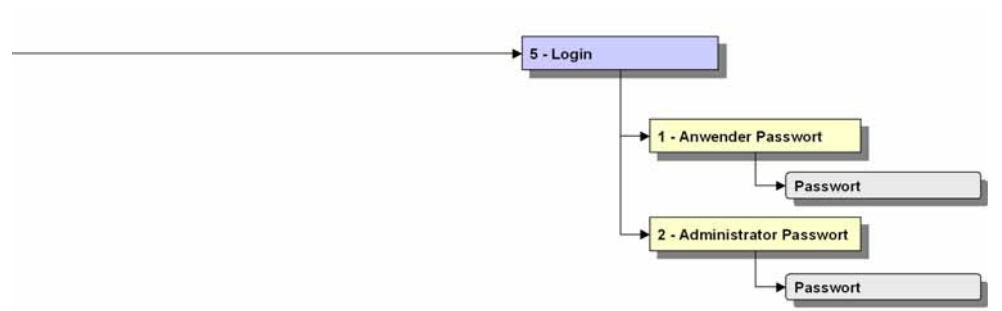 5 - Login
1 - Anwender Passwort
Passwort
2 - Administrator Passwort
Passwort